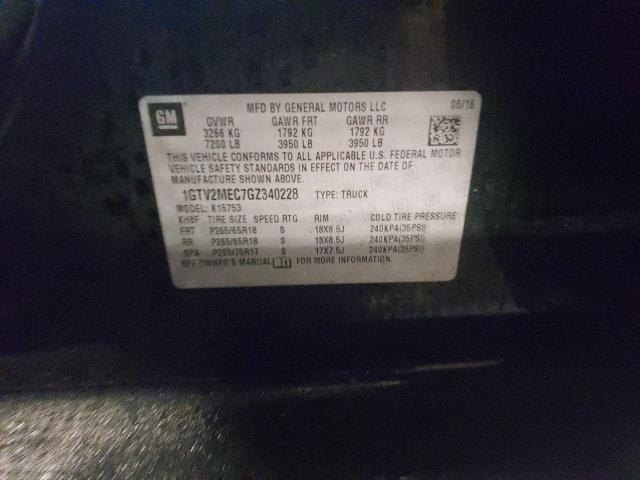 GM
MFD BY GENERAL MOTORS LLC 06/16
GVWR GAWR FRT GAWR RR
3266 KG 1792 KG 1792 KG
7200 LB 3950 LB 3950 LB
THIS VEHICLE CONFORMS TO ALL APPLICABLE U.S. FEDERAL MOTOR
VEHICLE SAFETY STANDARDS IN EFFECT ON THE DATE OF
MANUFACTURE SHOWN ABOVE.
1GTV2MEC7GZ340228 TYPE: TRUCK
MODEL: K15753
KH8F TIRE SIZE SPEED RTG RIM COLD TIRE PRESSURE
FRT P265/65R18 S 18X8.5J 240KPA(35PSI)
RR P265/65R18 S 18X8.5J 240KPA(35PSI)
SPA P265/70R17 S 17X7.5J 240KPA(35PSI)
SEE OWNER'S MANUAL FOR MORE INFORMATION.